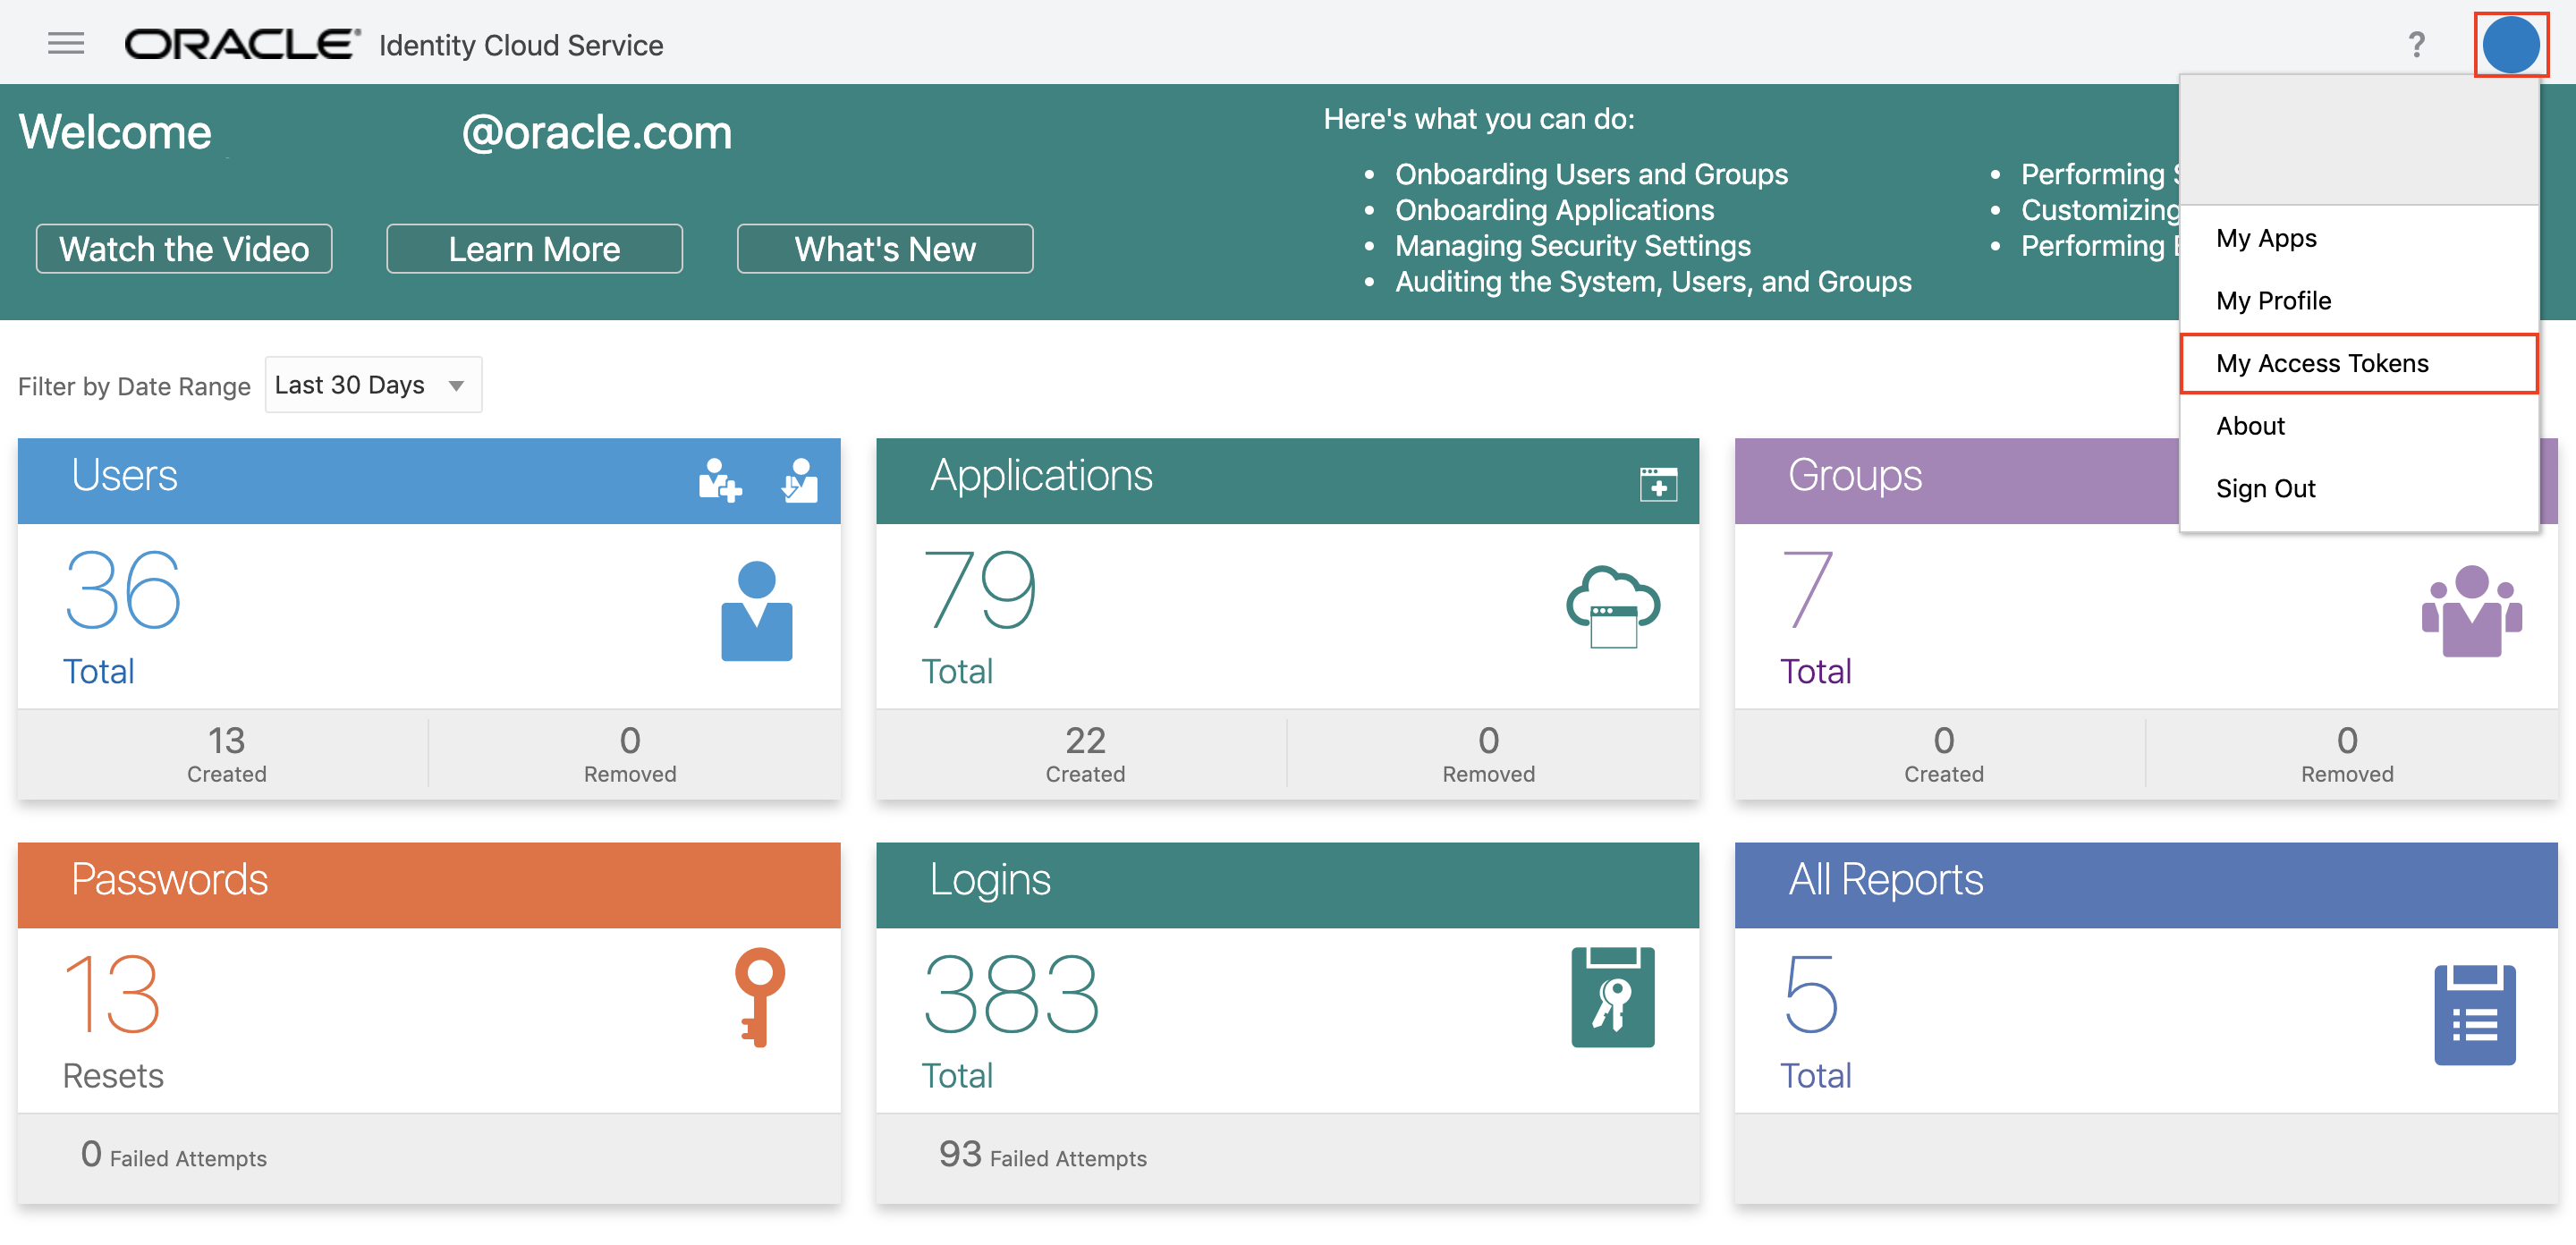 ORACLE® Identity Cloud Service
?
Welcome @oracle.com
Watch the Video
Learn More
What's New
Here's what you can do:
• Onboarding Users and Groups
• Onboarding Applications
• Managing Security Settings
• Auditing the System, Users, and Groups
• Performing
• Customizing
• Performing
My Apps
My Profile
My Access Tokens
About
Sign Out
Filter by Date Range Last 30 Days
Users
36
Total
13
Created
0
Removed
Applications
79
Total
22
Created
0
Removed
Groups
7
Total
0
Created
0
Removed
Passwords
13
Resets
0 Failed Attempts
Logins
383
Total
93 Failed Attempts
All Reports
5
Total